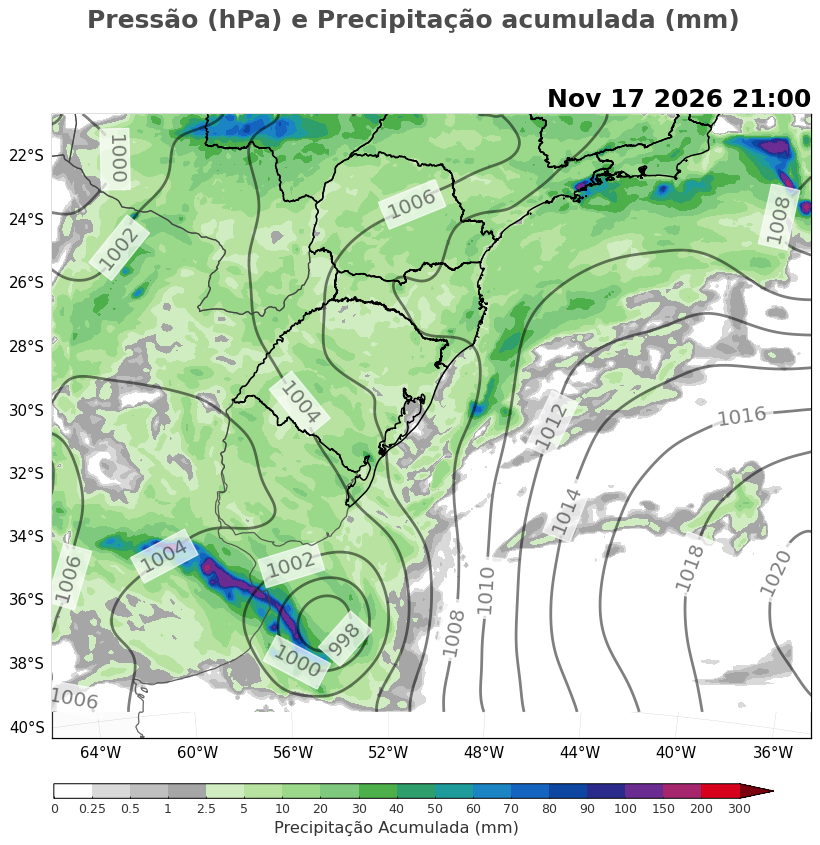 Pressão (hPa) e Precipitação acumulada (mm)
Nov 17 2026 21:00
22°S
24°S
26°S
28°S
30°S
32°S
34°S
36°S
38°S
40°S
1000
1002
1006
1008
1004
1012
1016
1014
1004
1002
1006
1018
1020
1010
1008
998
1000
1006
64°W 60°W 56°W 52°W 48°W 44°W 40°W 36°W
0 0.25 0.5 1 2.5 5 10 20 30 40 50 60 70 80 90 100 150 200 300
Precipitação Acumulada (mm)